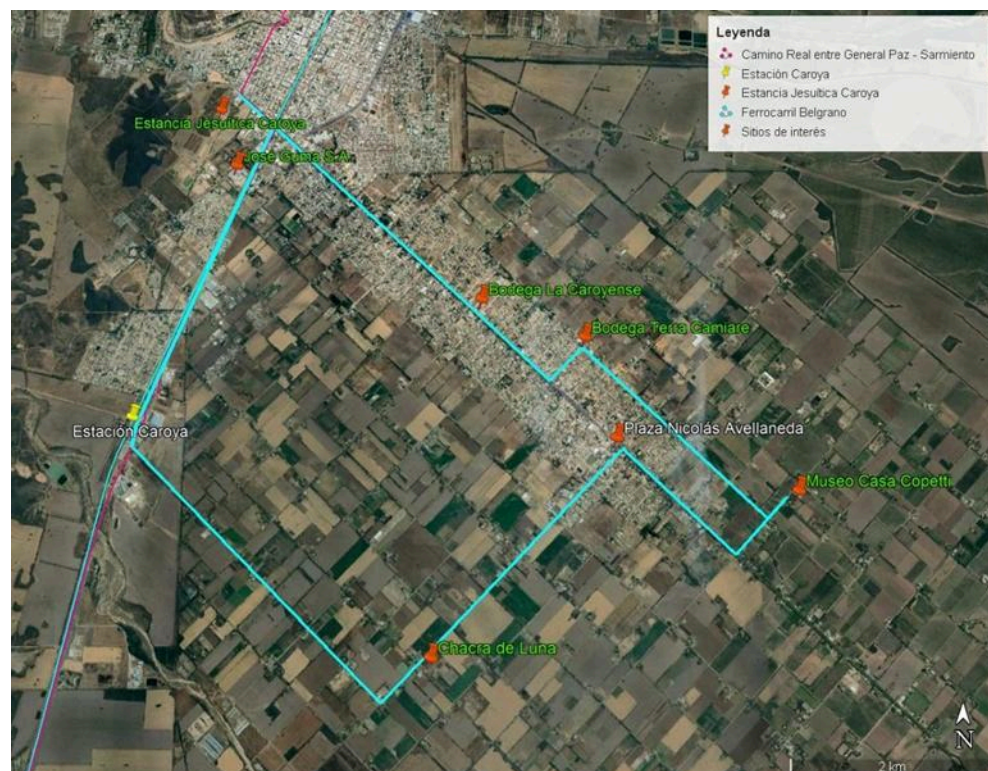 Leyenda
Camino Real entre General Paz - Sarmiento
Estación Caroya
Estancia Jesuítica Caroya
Ferrocarril Belgrano
Sitios de interés
Estancia Jesuítica Caroya
Jose Guma S.A.
Bodega La Caroyense
Bodega Terra Camiare
Estación Caroya
Plaza Nicolás Avellaneda
Museo Casa Copetti
Chacra de Luna
N
2 km